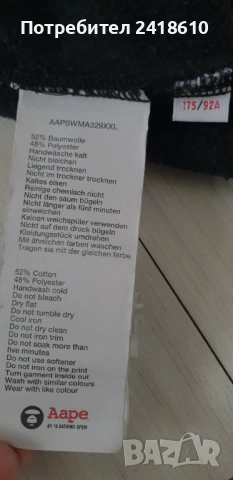 Потребител 2418610
175/92A
AAPSWMA329XXL
52% Baumwolle
48% Polyester
Handwäsche kalt
Nicht bleichen
Liegend trocknen
Nicht im trockner trocknen
Kaltes eisen
Reinigs chemisch nicht
Nicht den saum bügeln
Nicht länger als fünf minuten
einweichen
Keinen weichspüler verwenden
Nicht auf dem druck bügeln
Kleidungsstück umdrahen
Mit ähnlichen farben waschen
Tragen sie mit der gleichen farbe
52% Cotton
48% Polyester
Handwash cold
Do not bleach
Dry flat
Do not tumble dry
Cool iron
Do not dry clean
Do not iron trim
Do not soak more than
five minutes
Do not use softener
Do not iron on the print
Turn garment inside out
Wash with similar colours
Wear with like colour
Aape
BY *A BATHING APE®
BAZAR